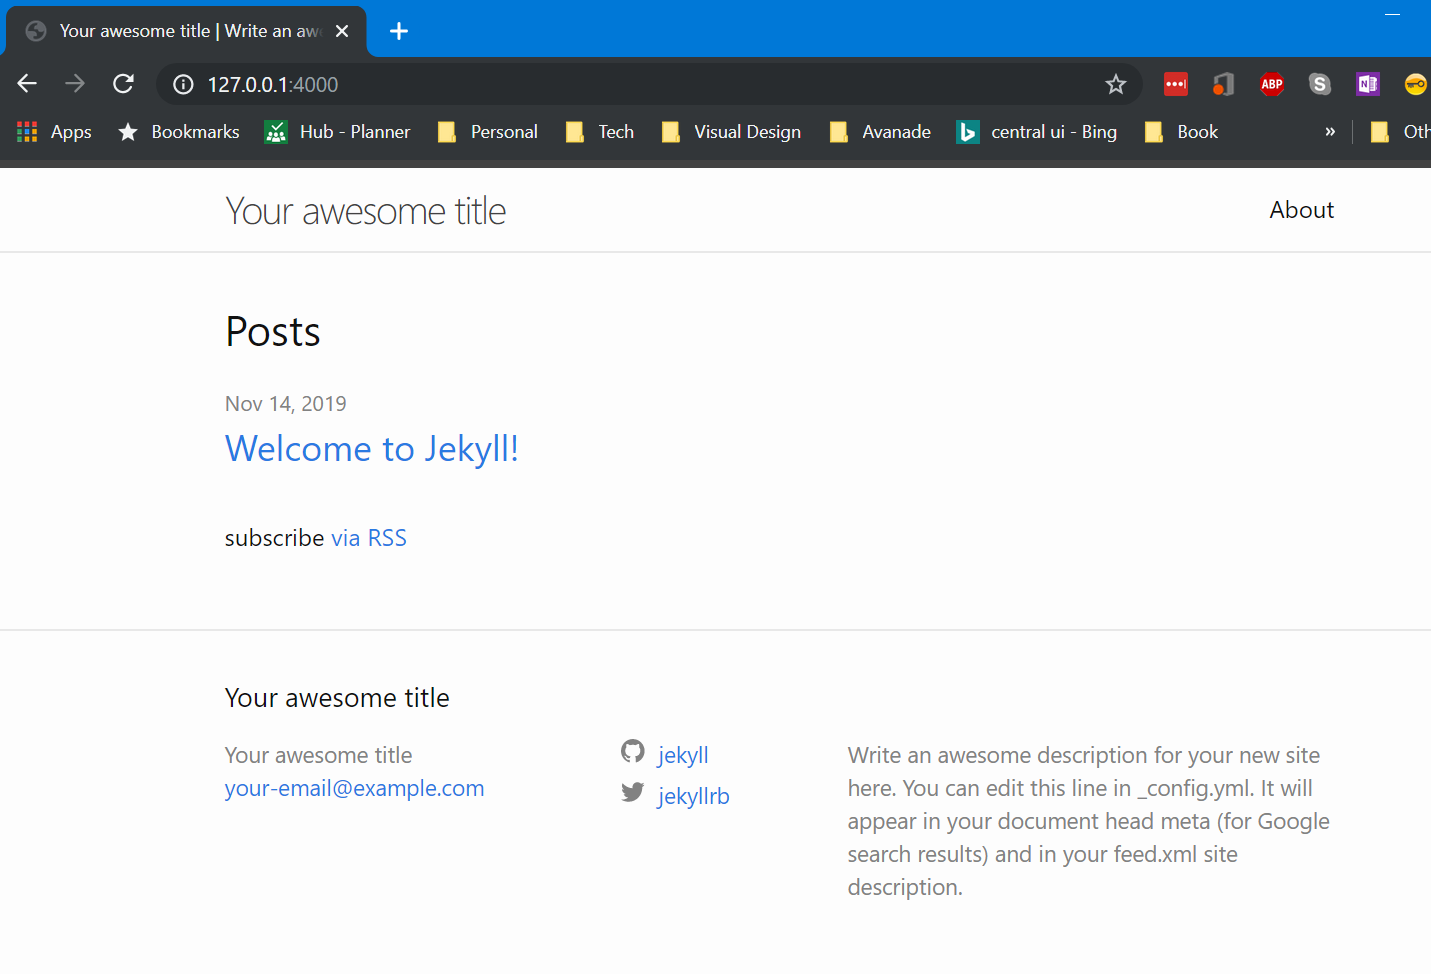 Your awesome title | Write an aw
127.0.0.1:4000
ABP
S
N
Apps Bookmarks Hub - Planner Personal Tech Visual Design Avanade central ui - Bing Book » Oth
Your awesome title About
Posts
Nov 14, 2019
Welcome to Jekyll!
subscribe via RSS
Your awesome title
Your awesome title
your-email@example.com
jekyll
jekyllrb
Write an awesome description for your new site
here. You can edit this line in _config.yml. It will
appear in your document head meta (for Google
search results) and in your feed.xml site
description.